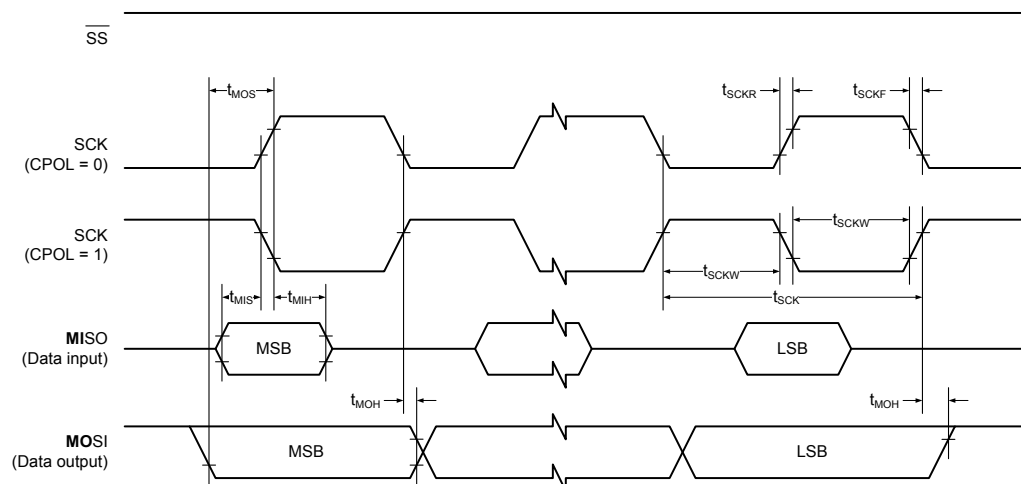 SS
tMOS
tSCKR
tSCKF
SCK
(CPOL = 0)
SCK
(CPOL = 1)
tSCKW
tSCKW
tMIS
tMIH
tSCK
MISO
(Data input)
MSB
LSB
tMOH
tMOH
MOSI
(Data output)
MSB
LSB